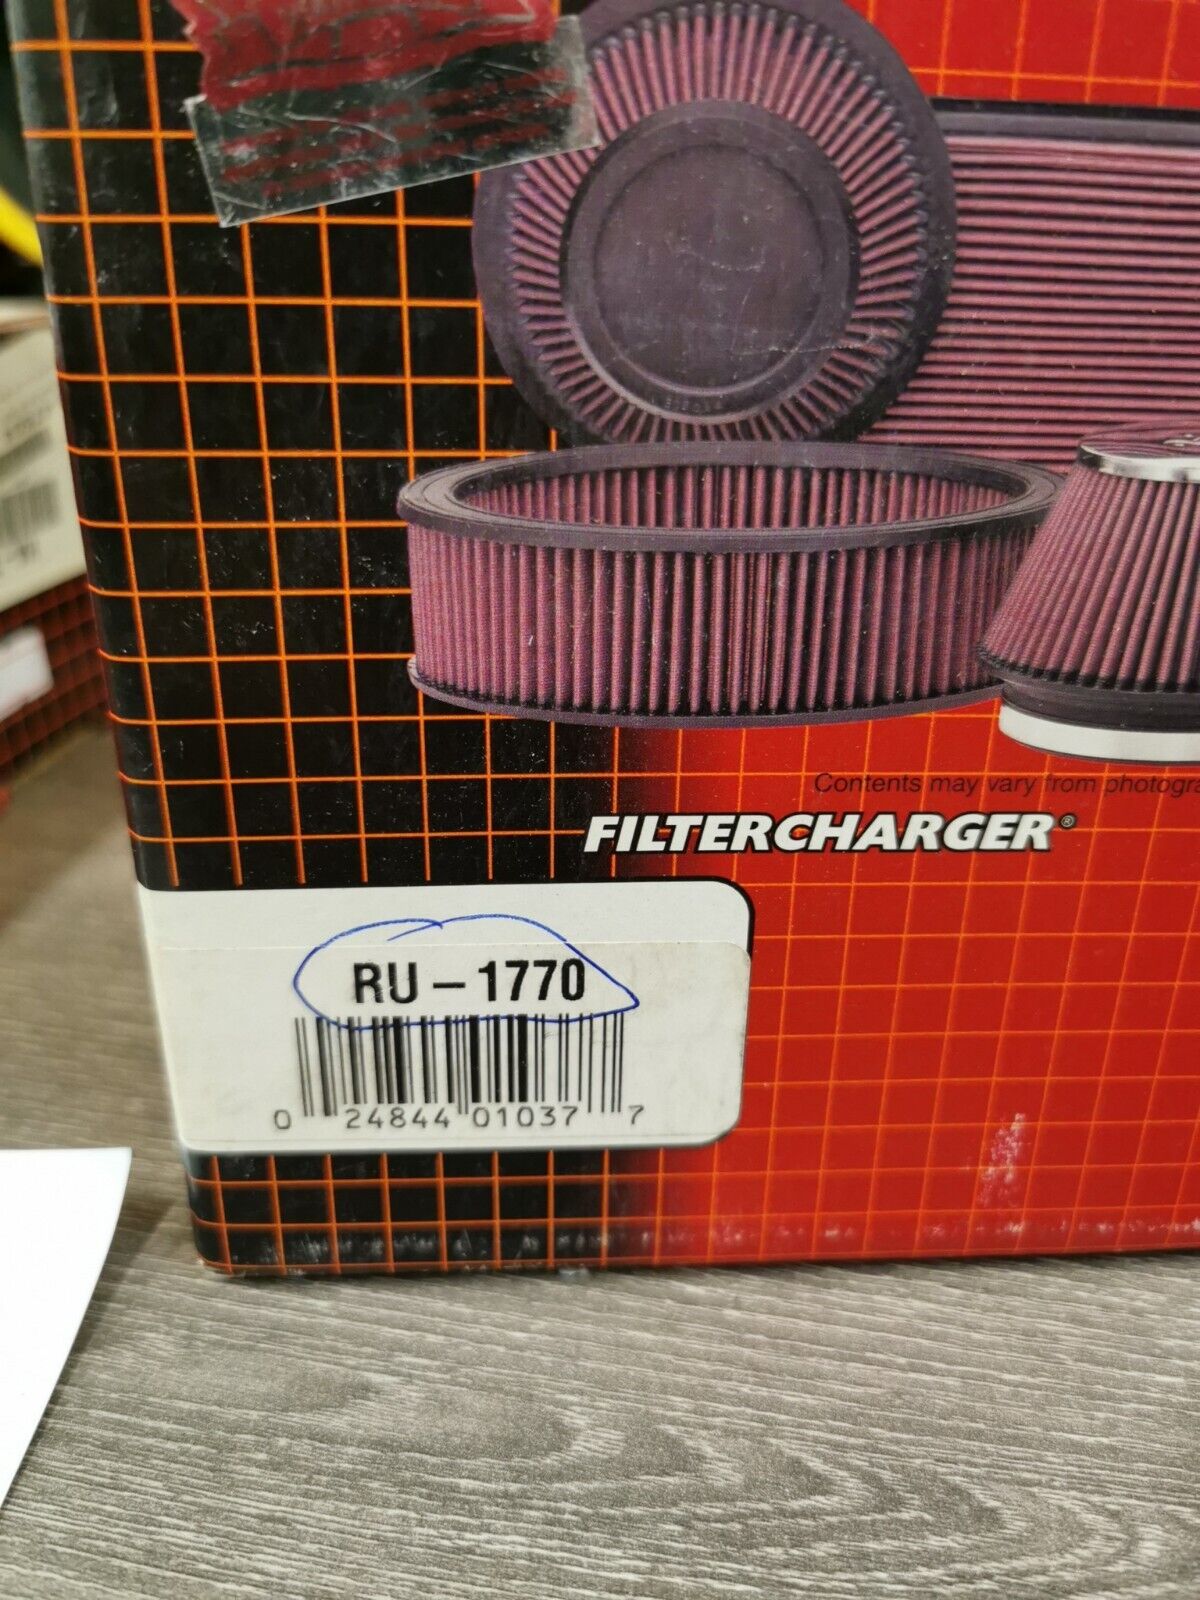 Contents may vary from photogra
FILTERCHARGER®
RU – 1770
0 24844 01037 7